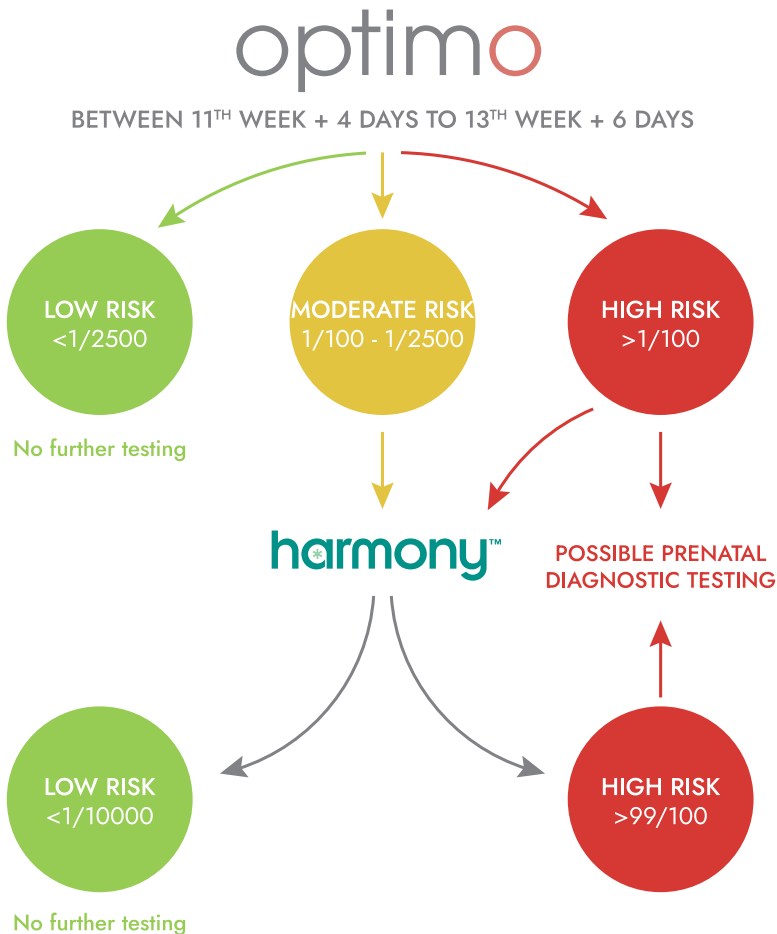 optimo
BETWEEN 11TH WEEK + 4 DAYS TO 13TH WEEK + 6 DAYS
LOW RISK
<1/2500
MODERATE RISK
1/100 - 1/2500
HIGH RISK
>1/100
No further testing
harmony™
POSSIBLE PRENATAL
DIAGNOSTIC TESTING
LOW RISK
<1/10000
HIGH RISK
>99/100
No further testing